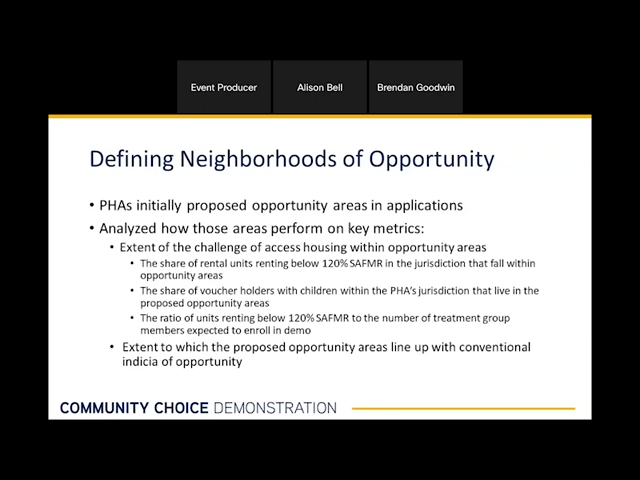 Event Producer
Alison Bell
Brendan Goodwin
Defining Neighborhoods of Opportunity
• PHAs initially proposed opportunity areas in applications
• Analyzed how those areas perform on key metrics:
• Extent of the challenge of access housing within opportunity areas
• The share of rental units renting below 120% SAFMR in the jurisdiction that fall within
opportunity areas
• The share of voucher holders with children within the PHA's jurisdiction that live in the
proposed opportunity areas
• The ratio of units renting below 120% SAFMR to the number of treatment group
members expected to enroll in demo
• Extent to which the proposed opportunity areas line up with conventional
indicia of opportunity
COMMUNITY CHOICE DEMONSTRATION